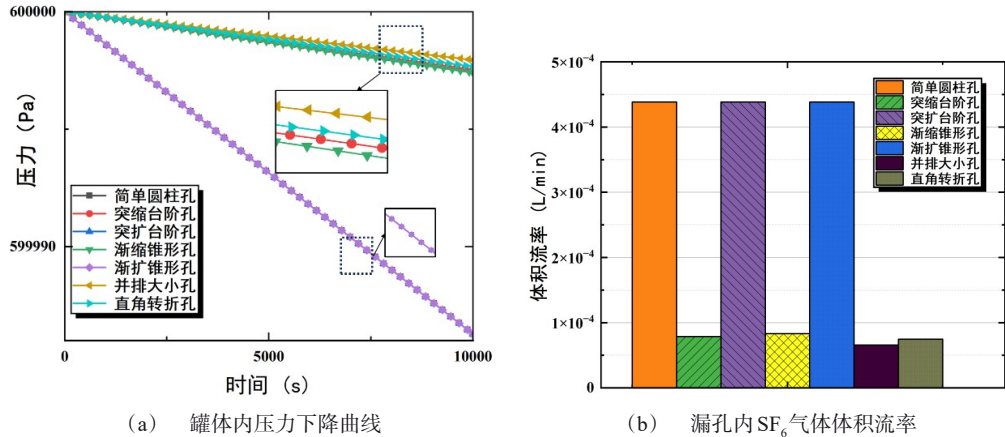 600000
599990
压力 (Pa)
简单圆柱孔
突缩台阶孔
突扩台阶孔
渐缩锥形孔
渐扩锥形孔
并排大小孔
直角转折孔
0
5000
10000
时间 (s)
(a) 罐体内压力下降曲线
5×10⁻⁴
4×10⁻⁴
3×10⁻⁴
2×10⁻⁴
1×10⁻⁴
0
体积流率 (L/min)
简单圆柱孔
突缩台阶孔
突扩台阶孔
渐缩锥形孔
渐扩锥形孔
并排大小孔
直角转折孔
(b) 漏孔内SF₆气体体积流率